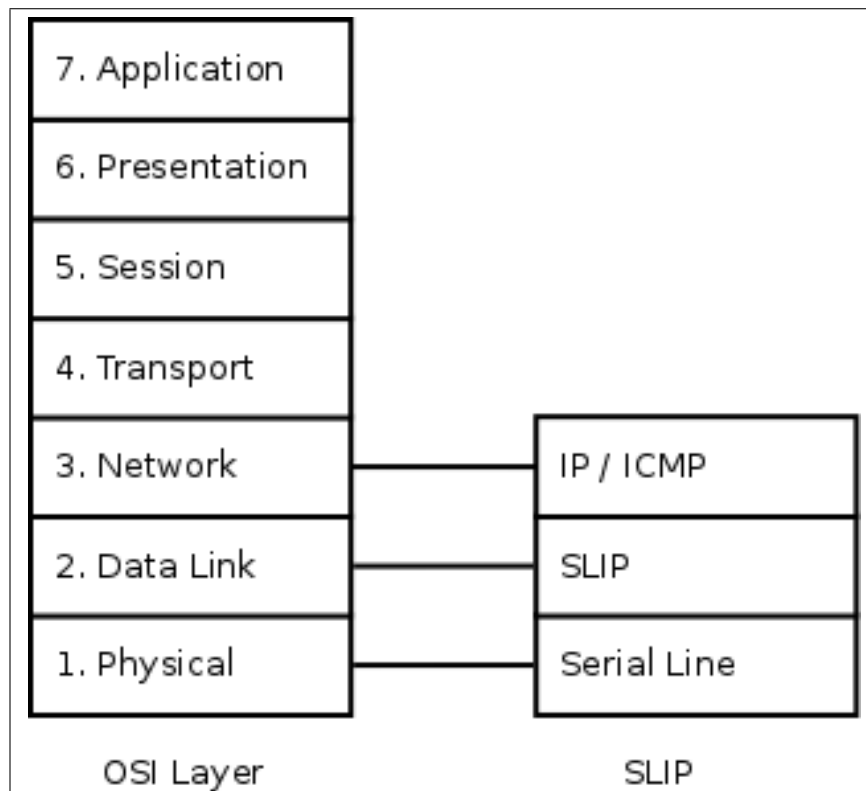 7. Application
6. Presentation
5. Session
4. Transport
3. Network
2. Data Link
1. Physical
OSI Layer
IP / ICMP
SLIP
Serial Line
SLIP